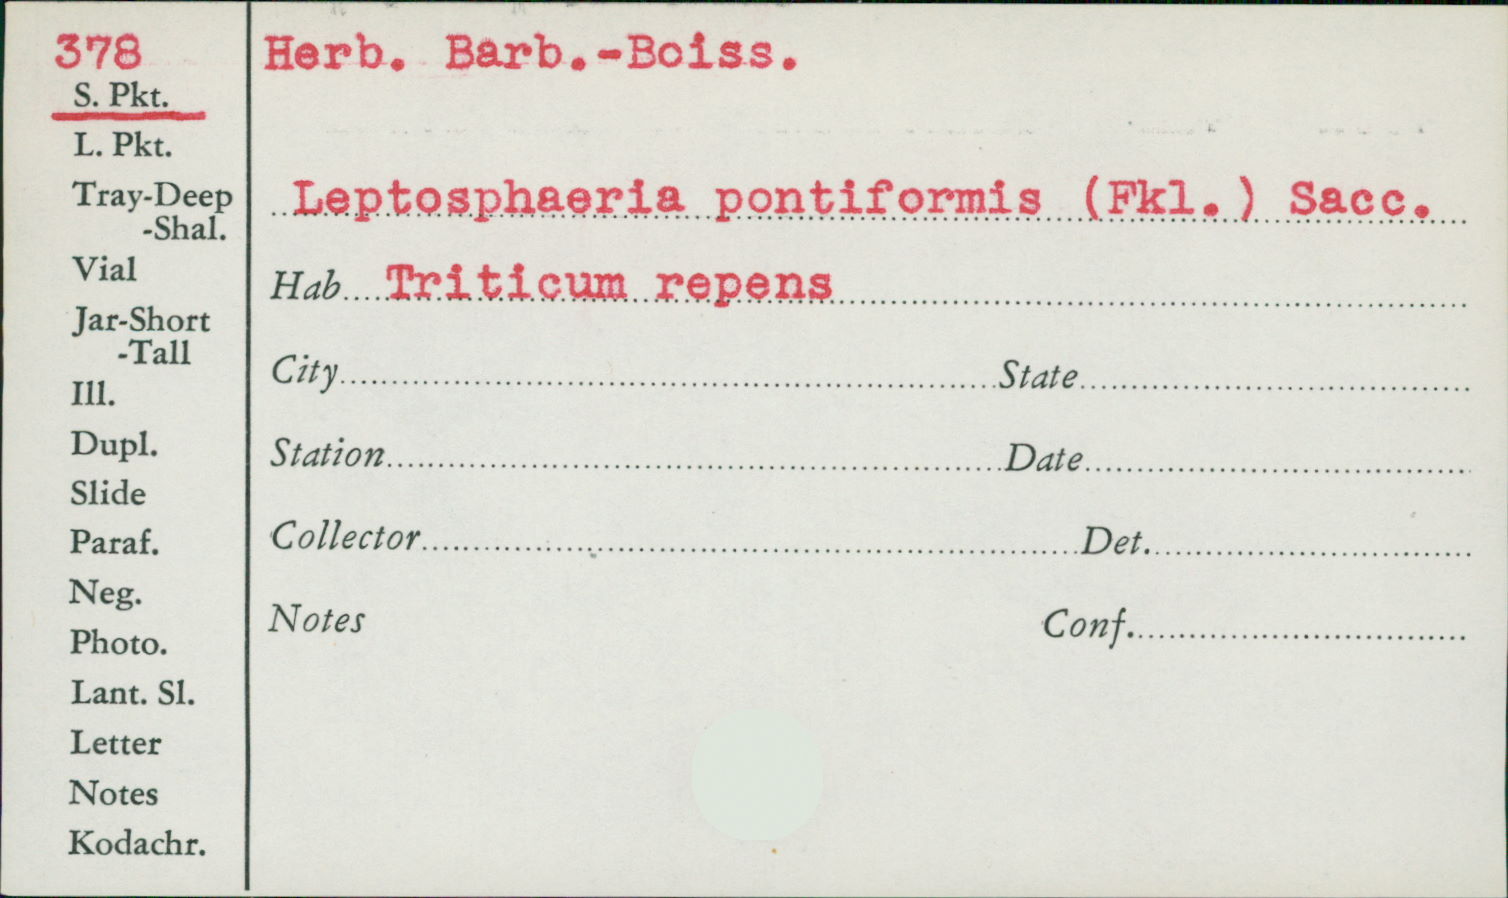 378
S. Pkt.
L. Pkt.
Tray-Deep
-Shal.
Vial
Jar-Short
-Tall
Ill.
Dupl.
Slide
Paraf.
Neg.
Photo.
Lant. Sl.
Letter
Notes
Kodachr.
Herb. Barb.-Boiss.
Leptosphaeria pontiformis (Fkl.) Sacc.
Hab Triticum repens
City State
Station Date
Collector Det.
Notes Conf.